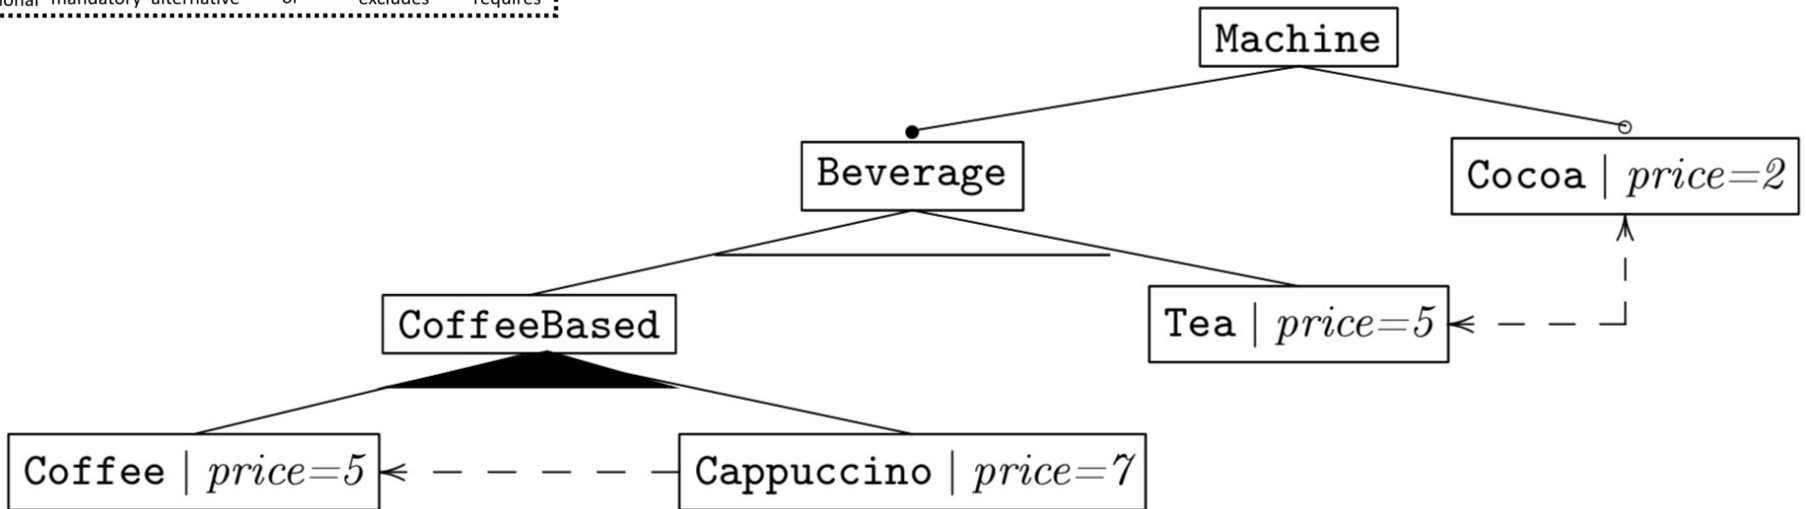 mandatory alternative or excludes requires
Machine
Beverage
Cocoa | price=2
CoffeeBased
Tea | price=5
Coffee | price=5
Cappuccino | price=7